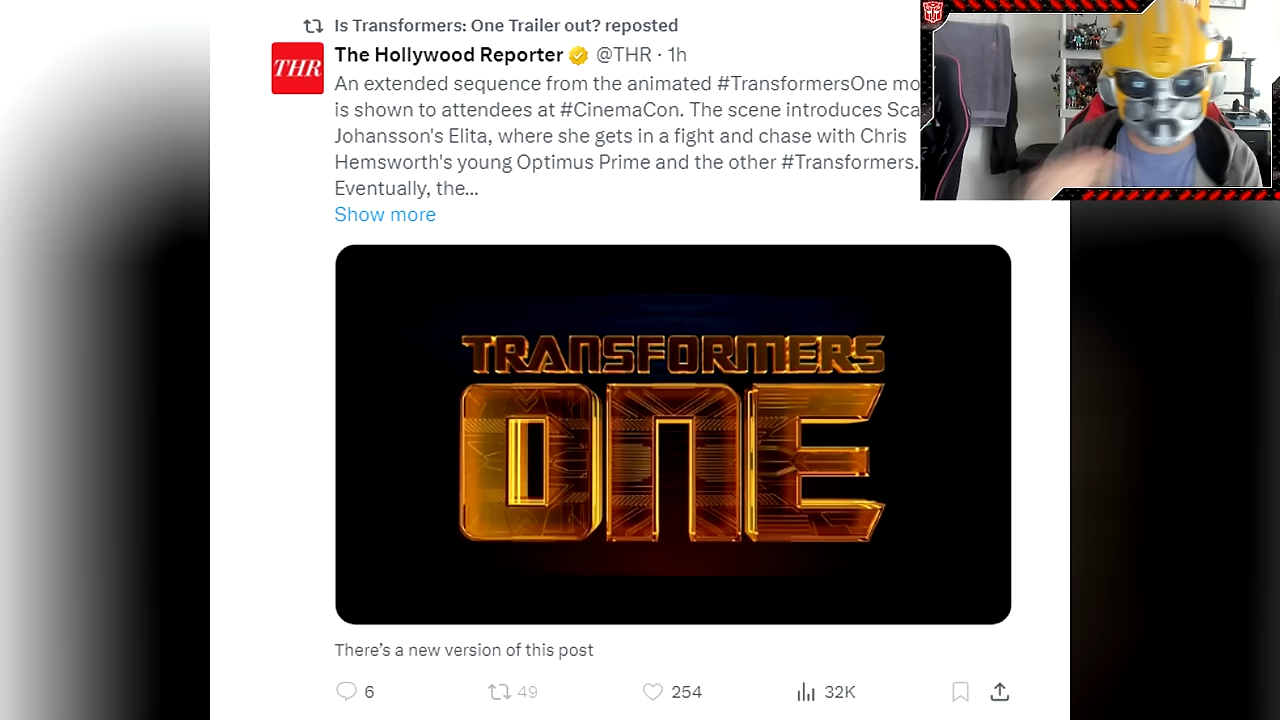 Is Transformers: One Trailer out? reposted
THR
The Hollywood Reporter @THR · 1h
An extended sequence from the animated #TransformersOne mo
is shown to attendees at #CinemaCon. The scene introduces Sca
Johansson's Elita, where she gets in a fight and chase with Chris
Hemsworth's young Optimus Prime and the other #Transformers.
Eventually, the...
Show more
TRANSFORMERS
ONE
There's a new version of this post
6 49 254 32K